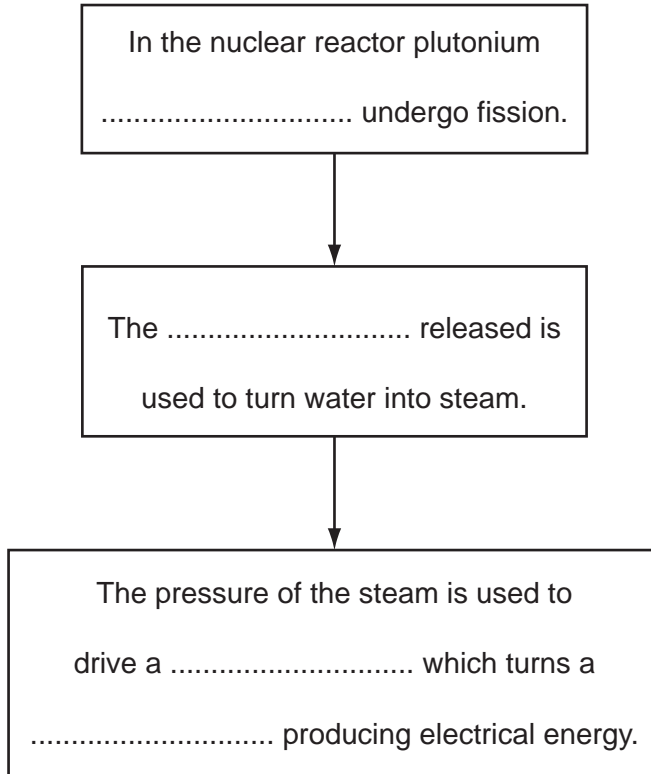 In the nuclear reactor plutonium
............................... undergo fission.
The .............................. released is
used to turn water into steam.
The pressure of the steam is used to
drive a .............................. which turns a
.............................. producing electrical energy.